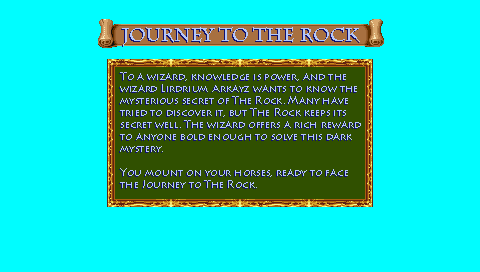 JOURNEY TO THE ROCK
To a wizard, knowledge is power, and the
wizard Lirdrium Arkayz wants to know the
mysterious secret of The Rock. Many have
tried to discover it, but The Rock keeps its
secret well. The wizard offers a rich reward
to anyone bold enough to solve this dark
mystery.
You mount on your horses, ready to face
the Journey to The Rock.